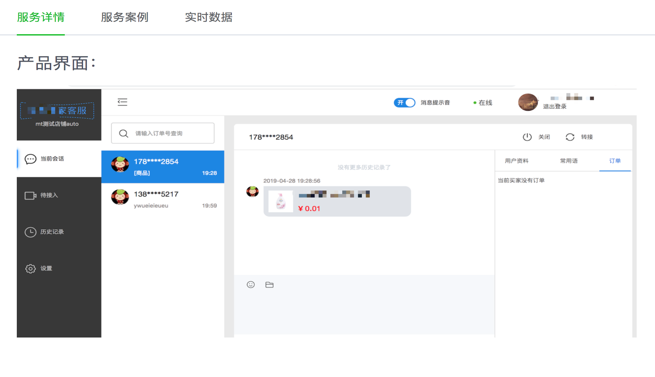 服务详情
服务案例
实时数据
产品界面：
家客服
mt测试店铺auto
开
消息提示音
在线
退出登录
请输入订单号查询
178****2854
关闭
转接
当前会话
178****2854
[商品]
19:28
没有更多历史记录了
用户资料
常用语
订单
2019-04-28 19:28:56
当前买家没有订单
¥ 0.01
待接入
138****5217
19:59
历史记录
设置